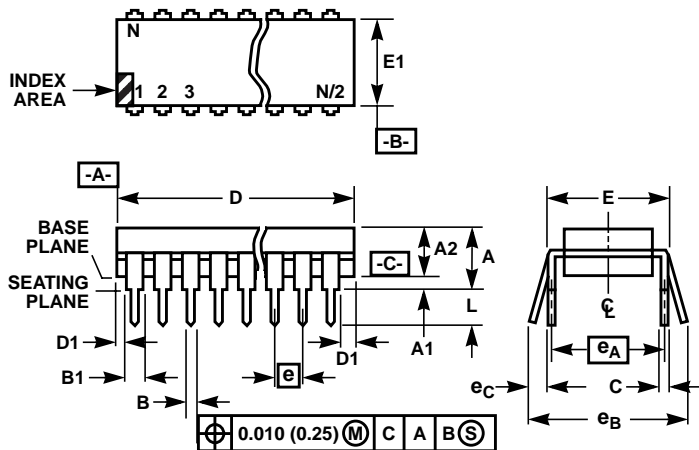 N
E1
INDEX
AREA
1 2 3 N/2
-B-
-A-
D
E
BASE
PLANE
A2
A
-C-
SEATING
PLANE
L
C
L
D1
A1
D1
eA
B1
e
eC
C
B
eB
0.010 (0.25) M C A B S